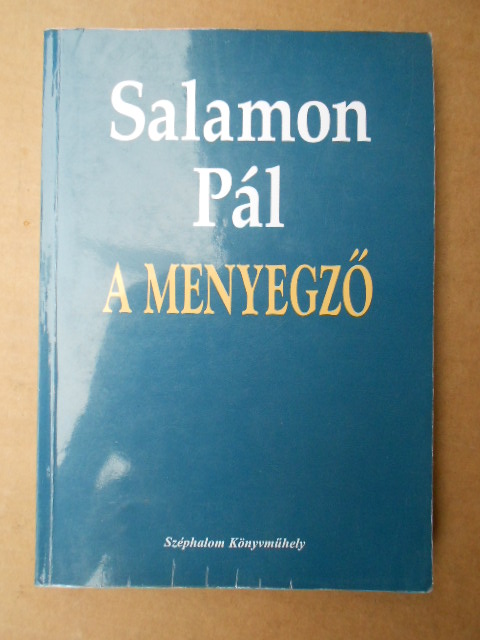 Salamon
Pál
A MENYEGZŐ
Széphalom Könyvműhely